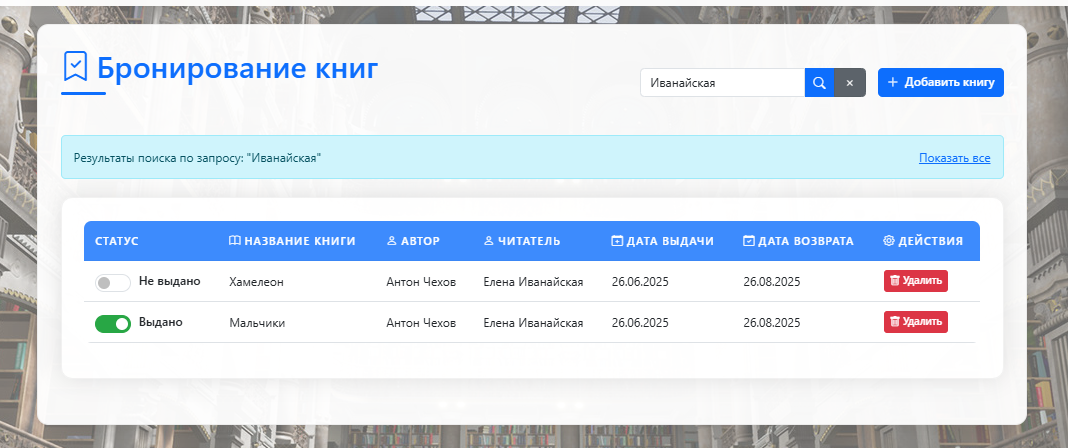 Бронирование книг
Иванайская × + Добавить книгу
Результаты поиска по запросу: "Иванайская" Показать все
СТАТУС НАЗВАНИЕ КНИГИ АВТОР ЧИТАТЕЛЬ ДАТА ВЫДАЧИ ДАТА ВОЗВРАТА ДЕЙСТВИЯ
Не выдано Хамелеон Антон Чехов Елена Иванайская 26.06.2025 26.08.2025 Удалить
Выдано Мальчики Антон Чехов Елена Иванайская 26.06.2025 26.08.2025 Удалить